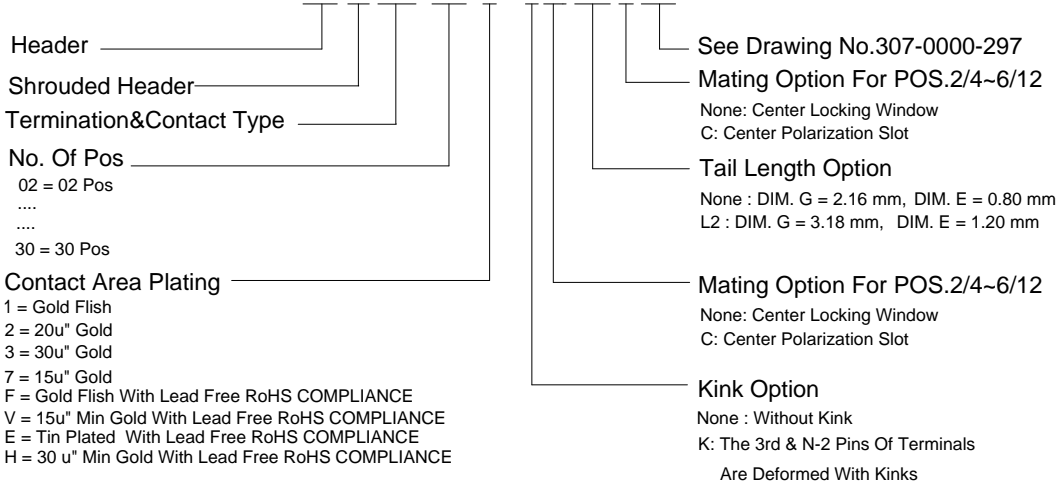 Header
Shrouded Header
Termination&Contact Type
No. Of Pos
02 = 02 Pos
....
....
30 = 30 Pos
Contact Area Plating
1 = Gold Flish
2 = 20u" Gold
3 = 30u" Gold
7 = 15u" Gold
F = Gold Flish With Lead Free RoHS COMPLIANCE
V = 15u" Min Gold With Lead Free RoHS COMPLIANCE
E = Tin Plated With Lead Free RoHS COMPLIANCE
H = 30 u" Min Gold With Lead Free RoHS COMPLIANCE
See Drawing No.307-0000-297
Mating Option For POS.2/4~6/12
None: Center Locking Window
C: Center Polarization Slot
Tail Length Option
None : DIM. G = 2.16 mm, DIM. E = 0.80 mm
L2 : DIM. G = 3.18 mm, DIM. E = 1.20 mm
Mating Option For POS.2/4~6/12
None: Center Locking Window
C: Center Polarization Slot
Kink Option
None : Without Kink
K: The 3rd & N-2 Pins Of Terminals
Are Deformed With Kinks